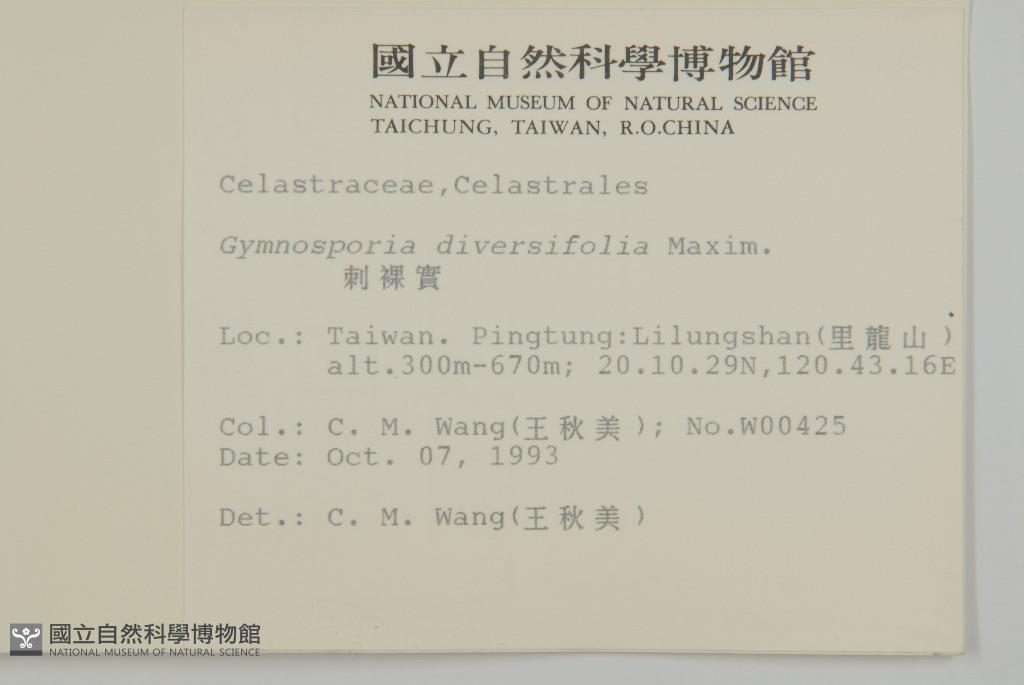 國立自然科學博物館
NATIONAL MUSEUM OF NATURAL SCIENCE
TAICHUNG, TAIWAN, R.O.CHINA
Celastraceae,Celastrales
Gymnosporia diversifolia Maxim.
刺裸實
Loc.: Taiwan. Pingtung:Lilungshan(里龍山)
alt.300m-670m; 20.10.29N,120.43.16E
Col.: C. M. Wang(王秋美); No.W00425
Date: Oct. 07, 1993
Det.: C. M. Wang(王秋美)
國立自然科學博物館
NATIONAL MUSEUM OF NATURAL SCIENCE